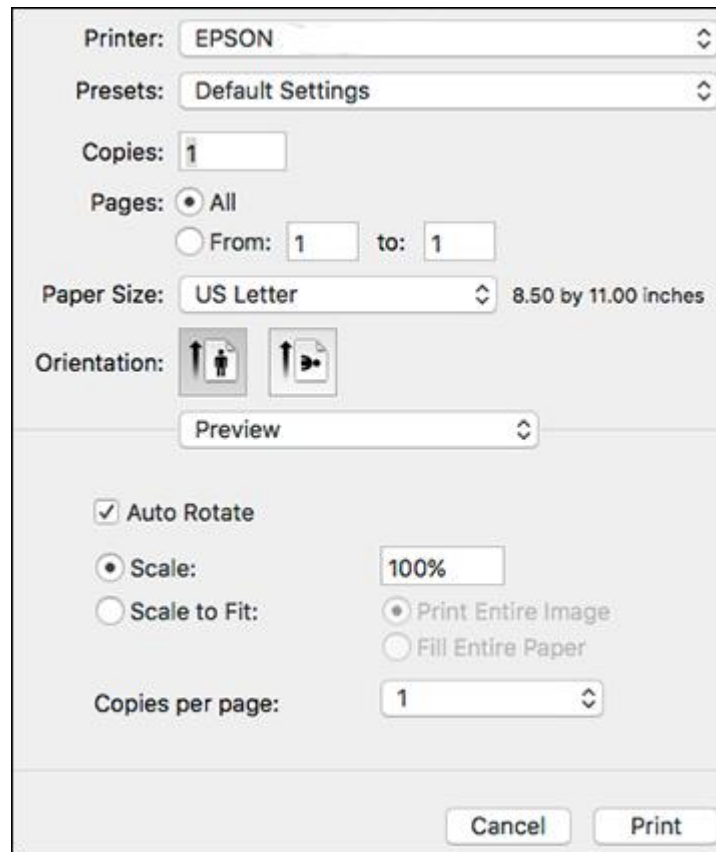 Printer: EPSON
Presets: Default Settings
Copies: 1
Pages: All
From: 1 to: 1
Paper Size: US Letter 8.50 by 11.00 inches
Orientation:
Preview
Auto Rotate
Scale: 100%
Scale to Fit: Print Entire Image
Fill Entire Paper
Copies per page: 1
Cancel Print